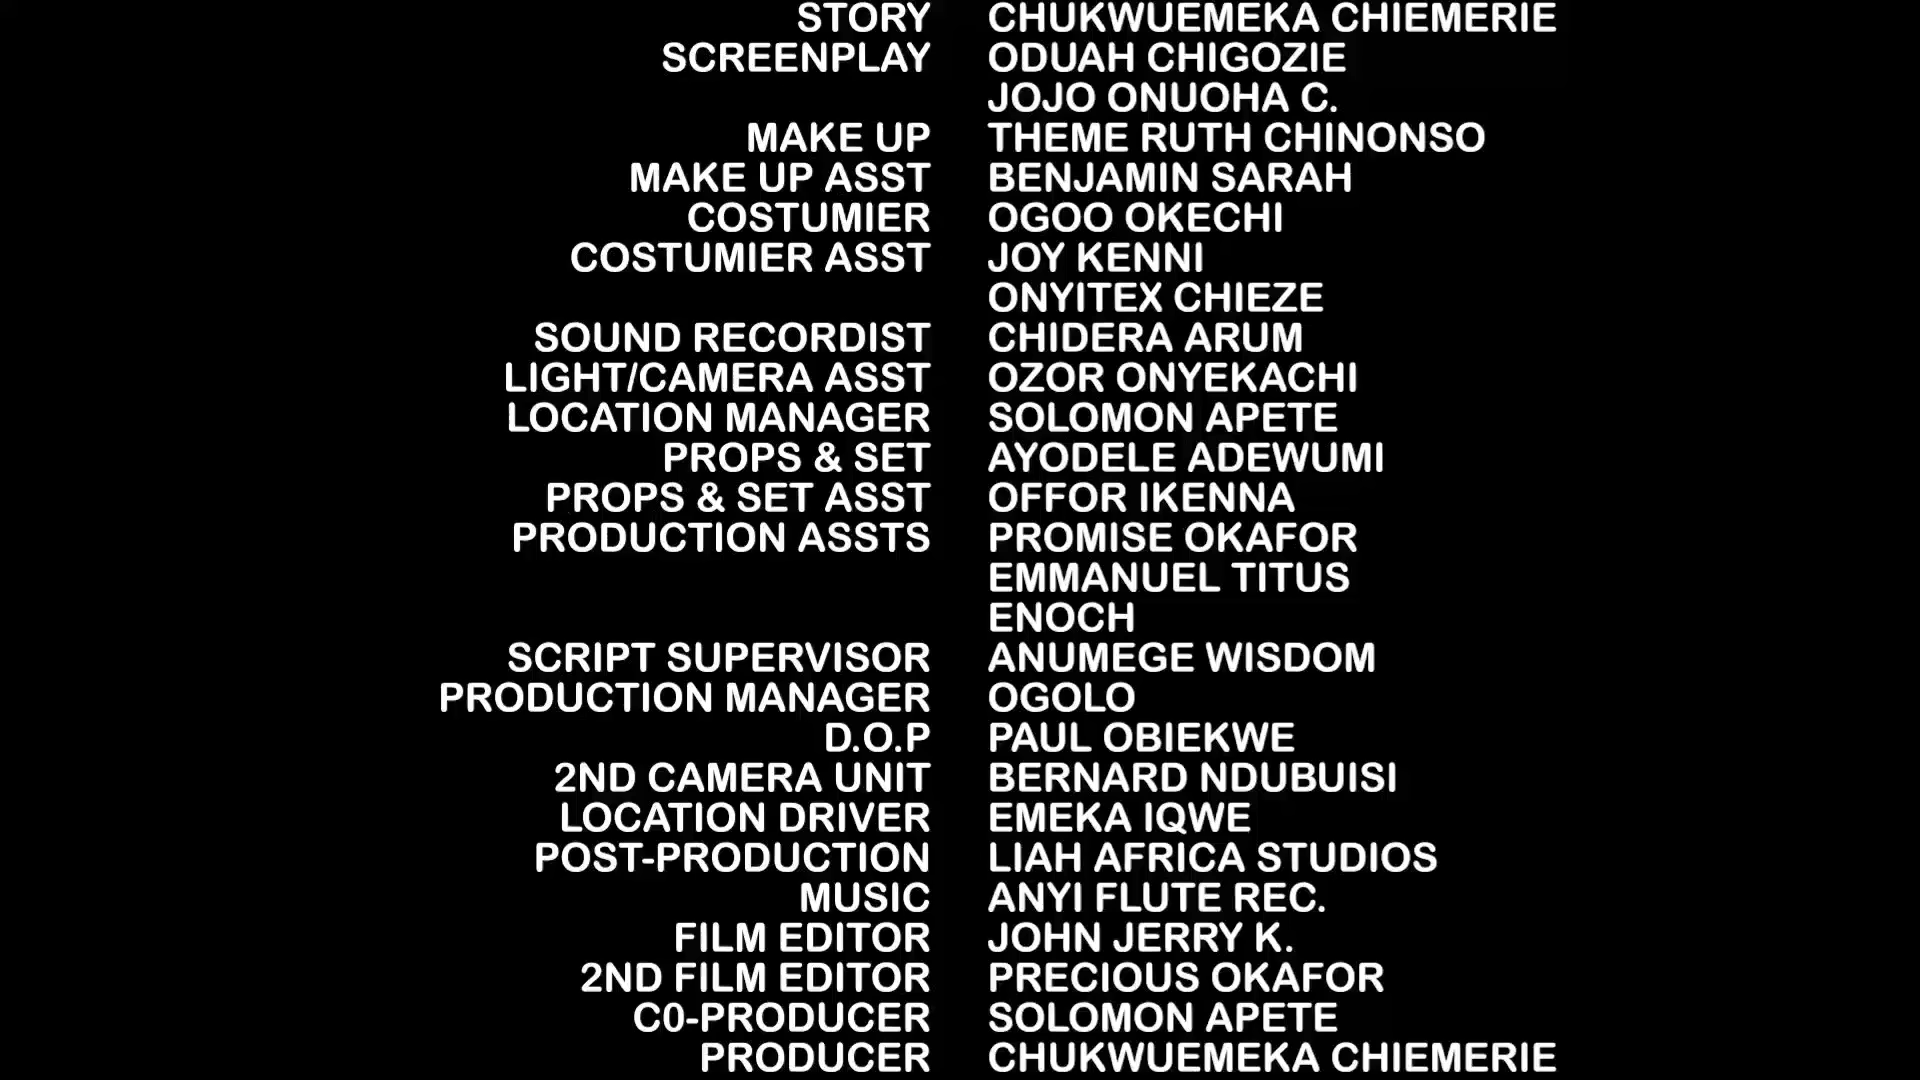 STORY CHUKWUEMEKA CHIEMERIE
SCREENPLAY ODUAH CHIGOZIE
JOJO ONUOHA C.
MAKE UP THEME RUTH CHINONSO
MAKE UP ASST BENJAMIN SARAH
COSTUMIER OGOO OKECHI
COSTUMIER ASST JOY KENNI
ONYITEX CHIEZE
SOUND RECORDIST CHIDERA ARUM
LIGHT/CAMERA ASST OZOR ONYEKACHI
LOCATION MANAGER SOLOMON APETE
PROPS & SET AYODELE ADEWUMI
PROPS & SET ASST OFFOR IKENNA
PRODUCTION ASSTS PROMISE OKAFOR
EMMANUEL TITUS
ENOCH
SCRIPT SUPERVISOR ANUMEGE WISDOM
PRODUCTION MANAGER OGOLO
D.O.P PAUL OBIEKWE
2ND CAMERA UNIT BERNARD NDUBUISI
LOCATION DRIVER EMEKA IQWE
POST-PRODUCTION LIAH AFRICA STUDIOS
MUSIC ANYI FLUTE REC.
FILM EDITOR JOHN JERRY K.
2ND FILM EDITOR PRECIOUS OKAFOR
C0-PRODUCER SOLOMON APETE
PRODUCER CHUKWUEMEKA CHIEMERIE